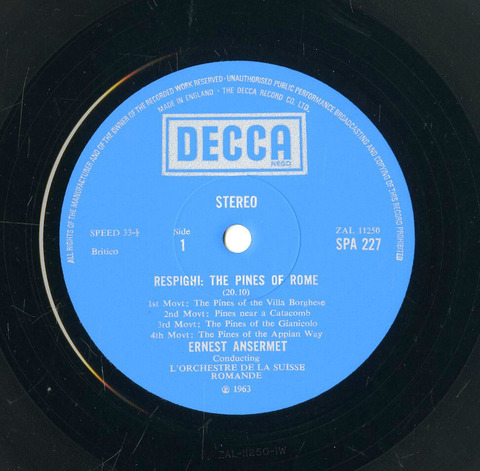 ALL RIGHTS OF THE MANUFACTURER AND OF THE OWNER OF THE RECORDED WORK RESERVED · UNAUTHORISED PUBLIC PERFORMANCE BROADCASTING AND COPYING OF THIS RECORD PROHIBITED
MADE IN ENGLAND · THE DECCA RECORD CO. LTD.
DECCA
REGD
STEREO
SPEED 33⅓
Side
1
ZAL 11250
SPA 227
Britico
RESPIGHI: THE PINES OF ROME
(20.10)
1st Movt: The Pines of the Villa Borghese
2nd Movt: Pines near a Catacomb
3rd Movt: The Pines of the Gianicolo
4th Movt: The Pines of the Appian Way
ERNEST ANSERMET
Conducting
L'ORCHESTRE DE LA SUISSE
ROMANDE
℗ 1963
ZAL-11250-1W